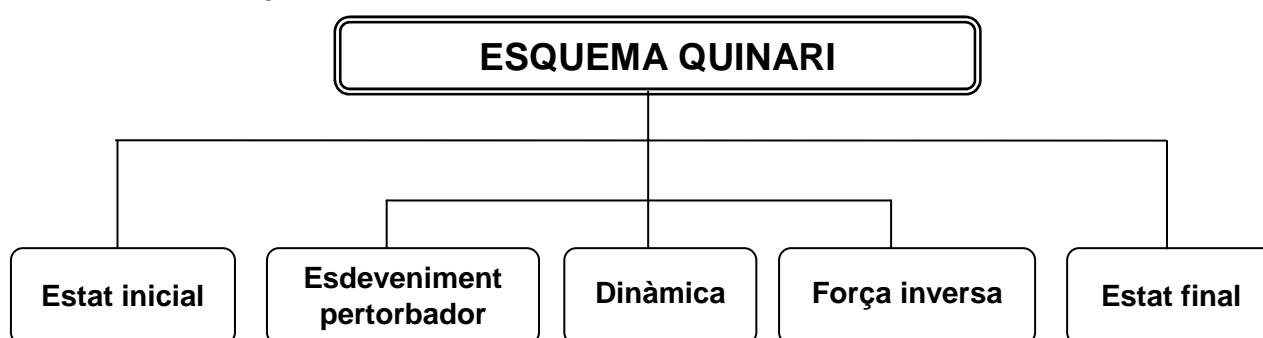 ESQUEMA QUINARI
Estat inicial
Esdeveniment
pertorbador
Dinàmica
Força inversa
Estat final